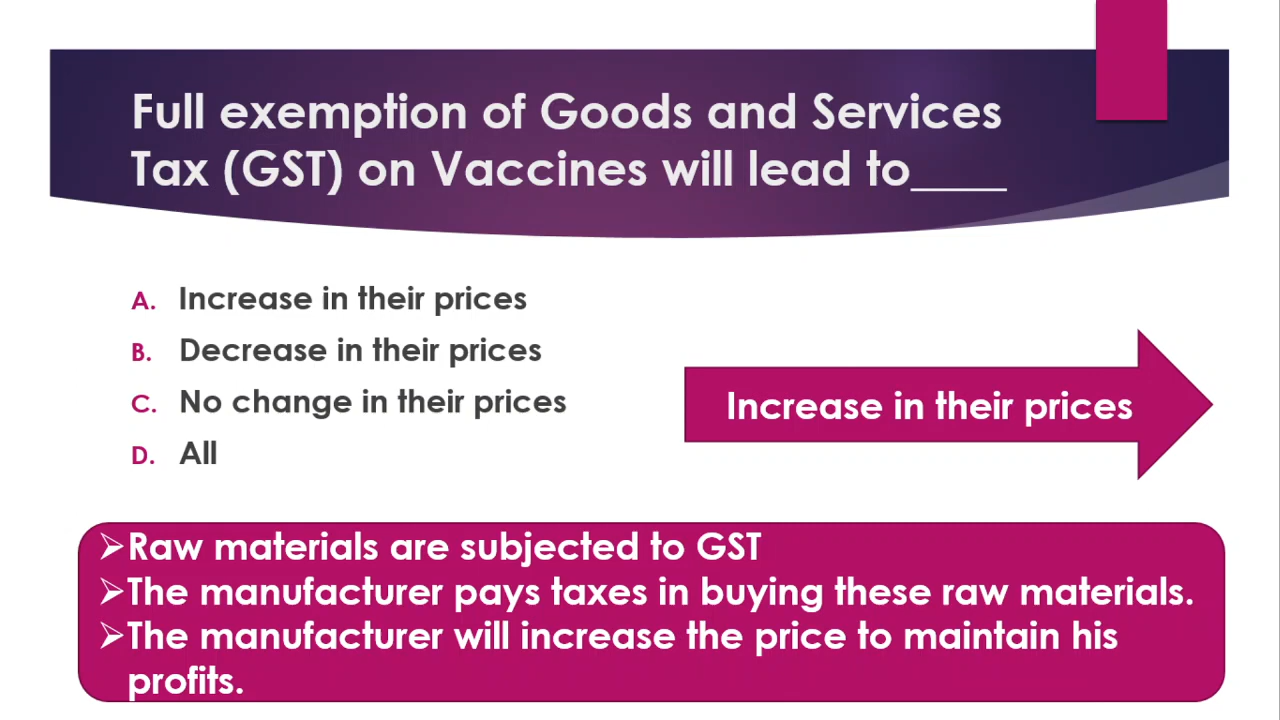 Full exemption of Goods and Services
Tax (GST) on Vaccines will lead to____
A. Increase in their prices
B. Decrease in their prices
C. No change in their prices
D. All
Increase in their prices
➢Raw materials are subjected to GST
➢The manufacturer pays taxes in buying these raw materials.
➢The manufacturer will increase the price to maintain his
profits.